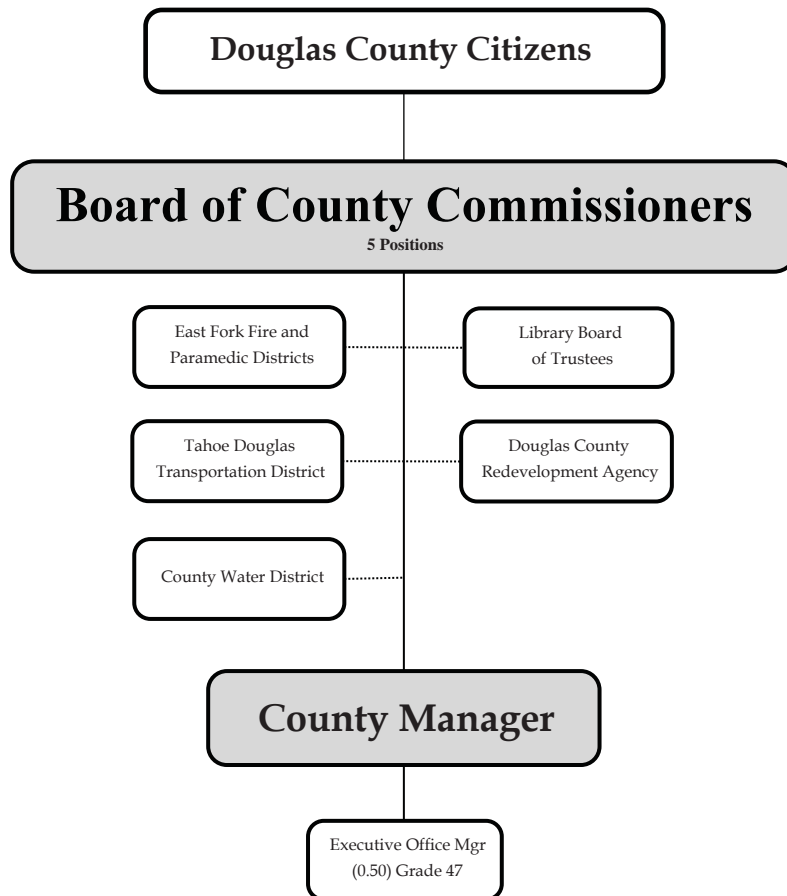 Douglas County Citizens
Board of County Commissioners
5 Positions
East Fork Fire and
Paramedic Districts
Library Board
of Trustees
Tahoe Douglas
Transportation District
Douglas County
Redevelopment Agency
County Water District
County Manager
Executive Office Mgr
(0.50) Grade 47